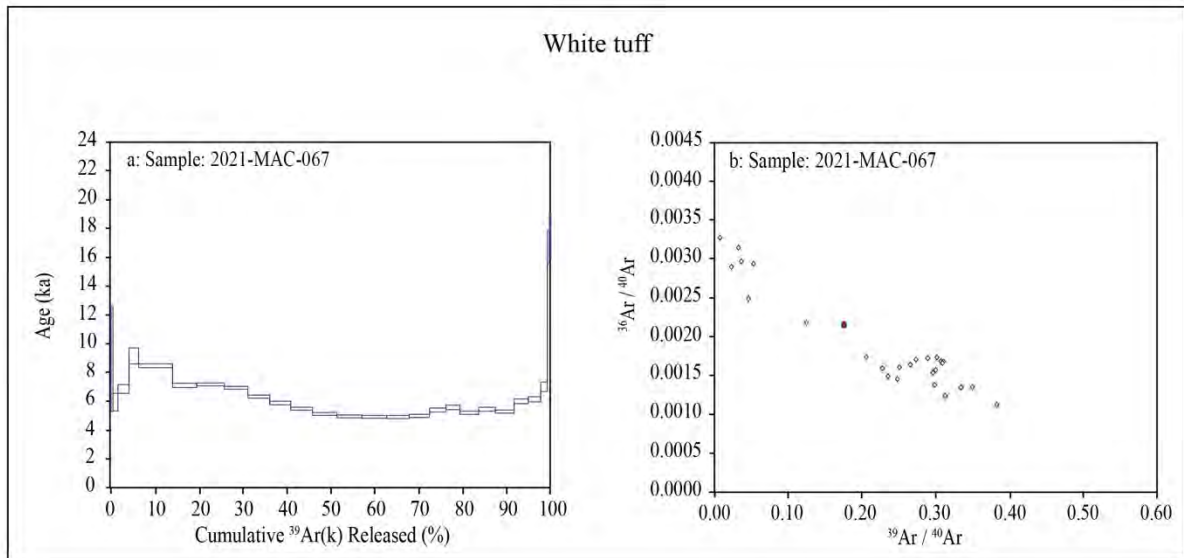 White tuff
a: Sample: 2021-MAC-067
24
22
20
18
16
14
12
10
8
6
4
2
0
Age (ka)
0 10 20 30 40 50 60 70 80 90 100
Cumulative ³⁹Ar(k) Released (%)
b: Sample: 2021-MAC-067
0.0045
0.0040
0.0035
0.0030
0.0025
0.0020
0.0015
0.0010
0.0005
0.0000
³⁶Ar / ⁴⁰Ar
0.00 0.10 0.20 0.30 0.40 0.50 0.60
³⁹Ar / ⁴⁰Ar